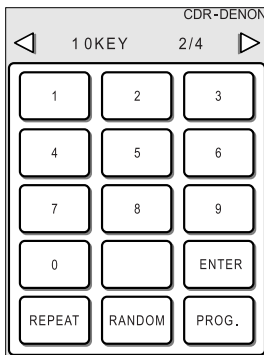 CDR-DENON
10KEY 2/4
1 2 3
4 5 6
7 8 9
0 ENTER
REPEAT RANDOM PROG.